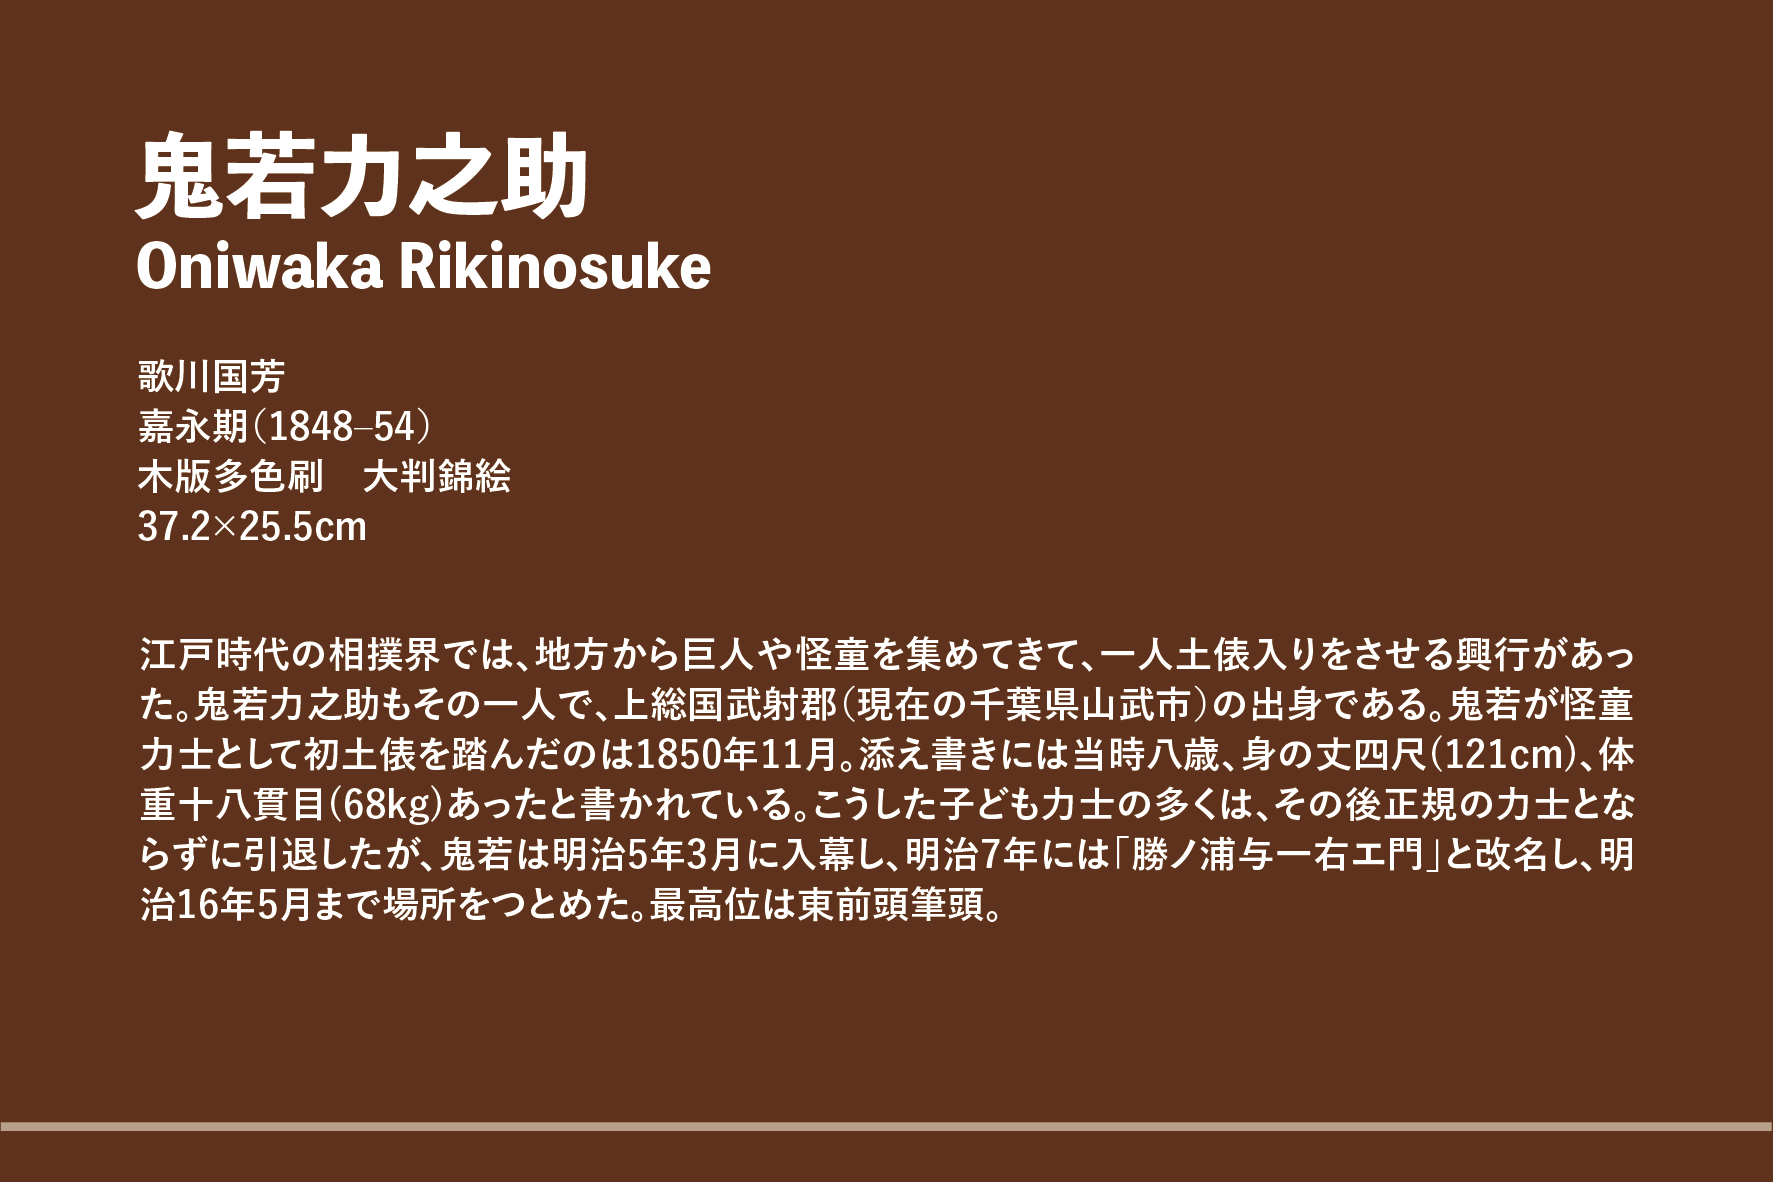 鬼若力之助
Oniwaka Rikinosuke
歌川国芳
嘉永期（1848–54）
木版多色刷　大判錦絵
37.2×25.5cm
江戸時代の相撲界では、地方から巨人や怪童を集めてきて、一人土俵入りをさせる興行があっ
た。鬼若力之助もその一人で、上総国武射郡（現在の千葉県山武市）の出身である。鬼若が怪童
力士として初土俵を踏んだのは1850年11月。添え書きには当時八歳、身の丈四尺(121cm)、体
重十八貫目(68kg)あったと書かれている。こうした子ども力士の多くは、その後正規の力士とな
らずに引退したが、鬼若は明治5年3月に入幕し、明治7年には「勝ノ浦与一右エ門」と改名し、明
治16年5月まで場所をつとめた。最高位は東前頭筆頭。